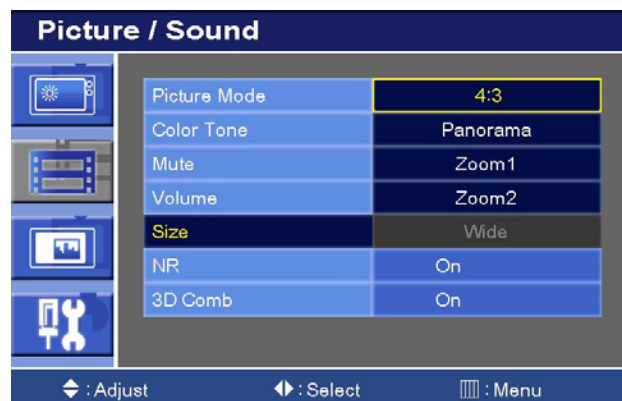 Picture / Sound
Picture Mode 4:3
Color Tone Panorama
Mute Zoom1
Volume Zoom2
Size Wide
NR On
3D Comb On
: Adjust : Select : Menu